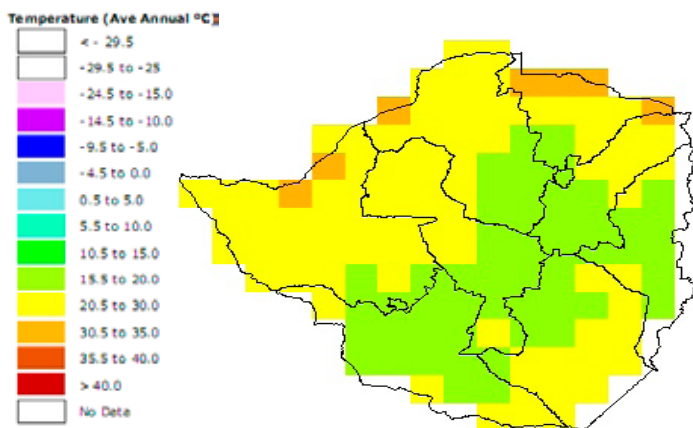 Temperature (Ave Annual ºC)
< - 29.5
-29.5 to -25
-24.5 to -15.0
-14.5 to -10.0
-9.5 to -5.0
-4.5 to 0.0
0.5 to 5.0
5.5 to 10.0
10.5 to 15.0
15.5 to 20.0
20.5 to 30.0
30.5 to 35.0
35.5 to 40.0
> 40.0
No Data